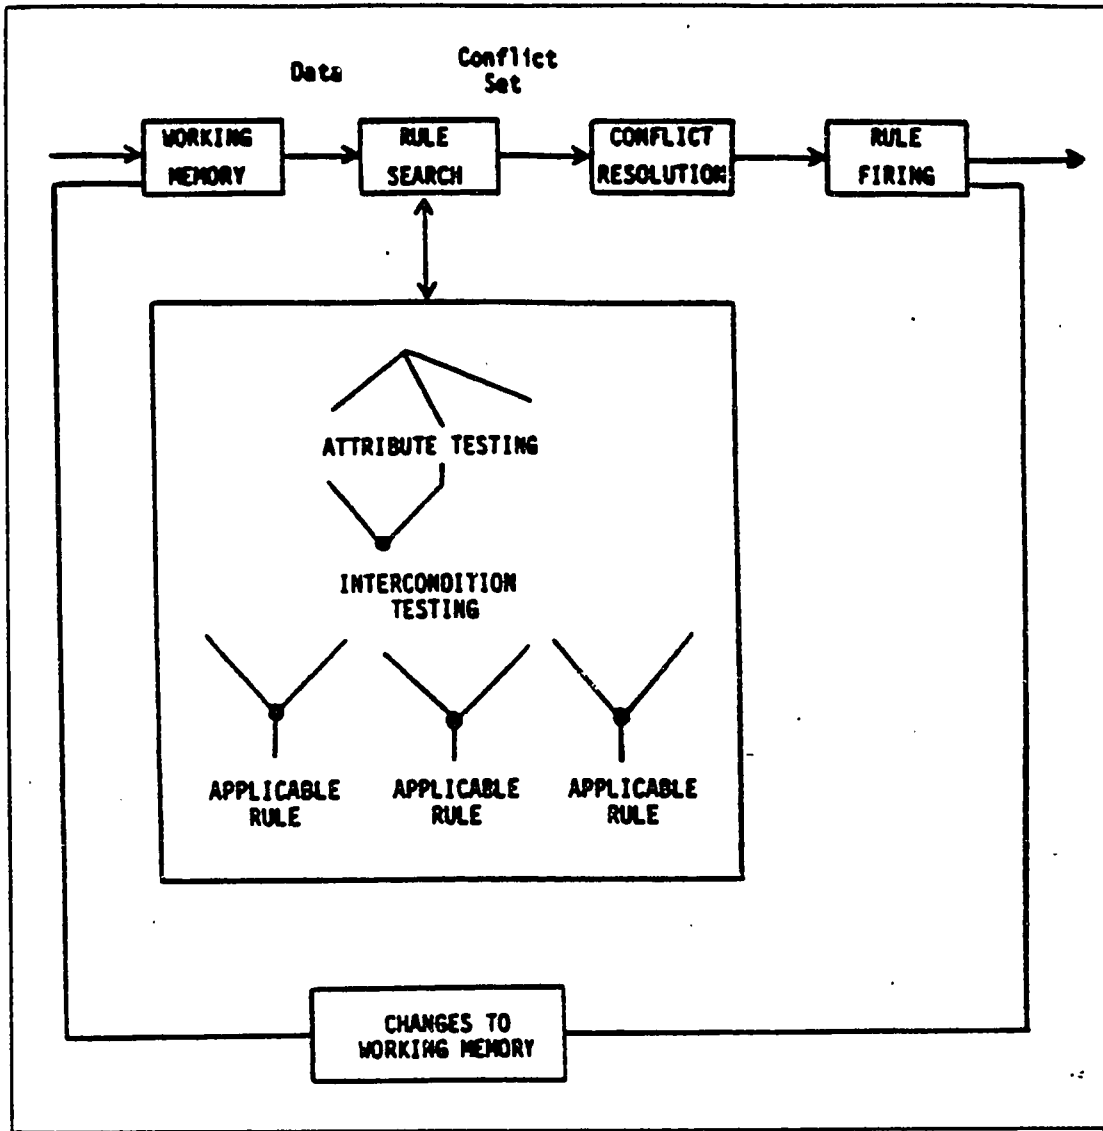 Data
Conflict
Set
WORKING
MEMORY
RULE
SEARCH
CONFLICT
RESOLUTION
RULE
FIRING
ATTRIBUTE TESTING
INTERCONDITION
TESTING
APPLICABLE
RULE
APPLICABLE
RULE
APPLICABLE
RULE
CHANGES TO
WORKING MEMORY